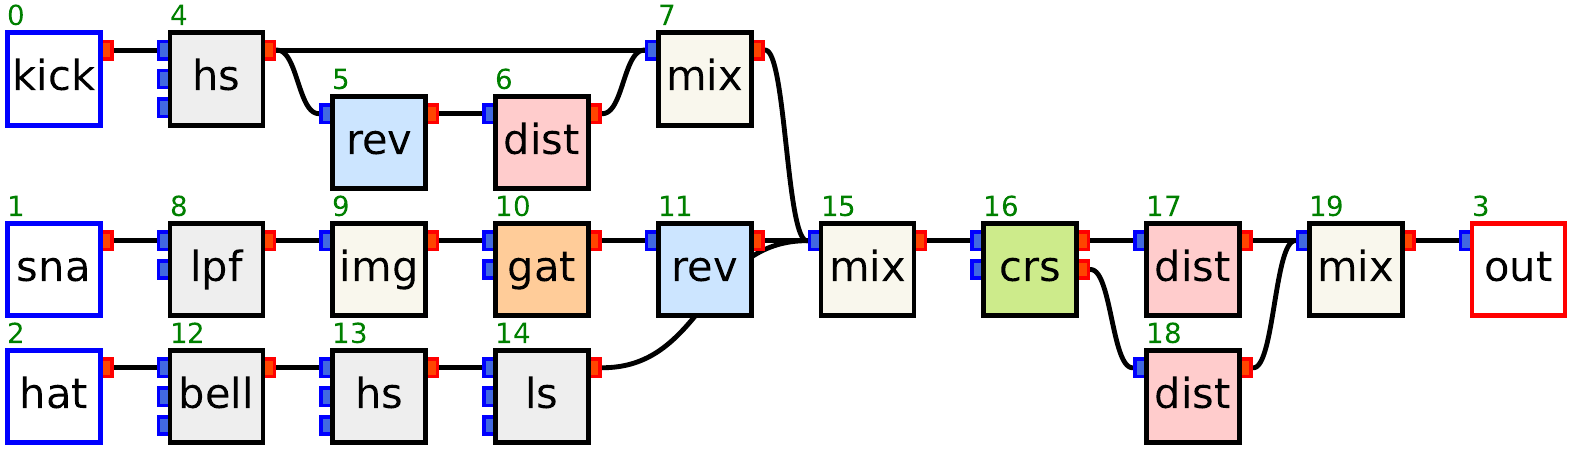 0 4 7
kick hs mix
5 6
rev dist
1 8 9 10 11 15 16 17 19 3
sna lpf img gat rev mix crs dist mix out
2 12 13 14 18
hat bell hs ls dist